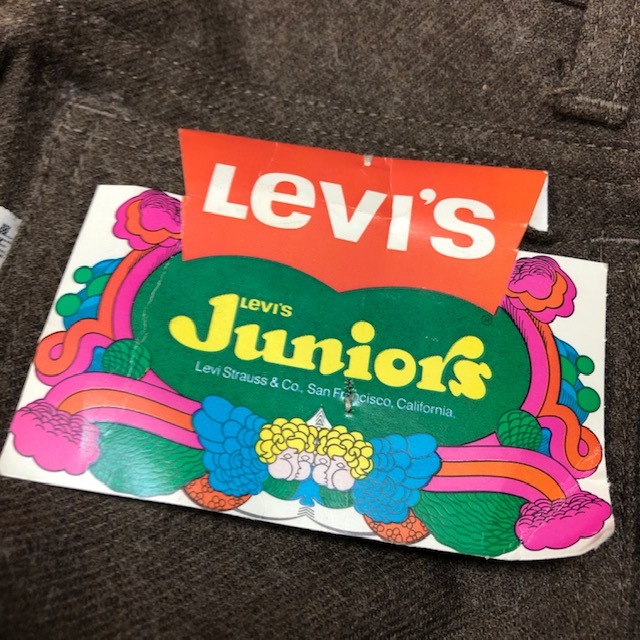 LEVI'S
LEVI'S
Juniors
®
Levi Strauss & Co., San Francisco, California.